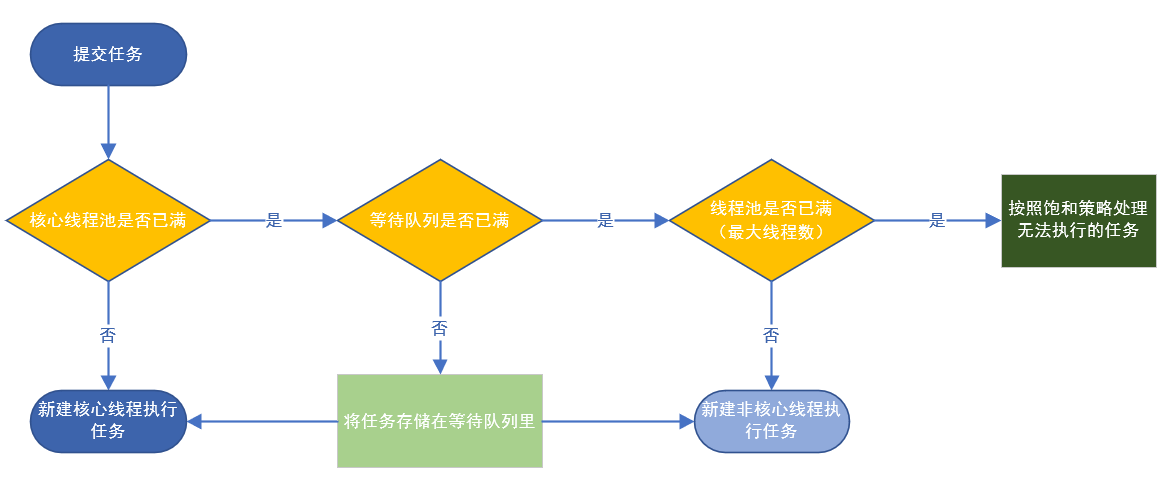 提交任务
核心线程池是否已满
是
等待队列是否已满
是
线程池是否已满
（最大线程数）
是
按照饱和策略处理
无法执行的任务
否
否
否
新建核心线程执行
任务
将任务存储在等待队列里
新建非核心线程执
行任务